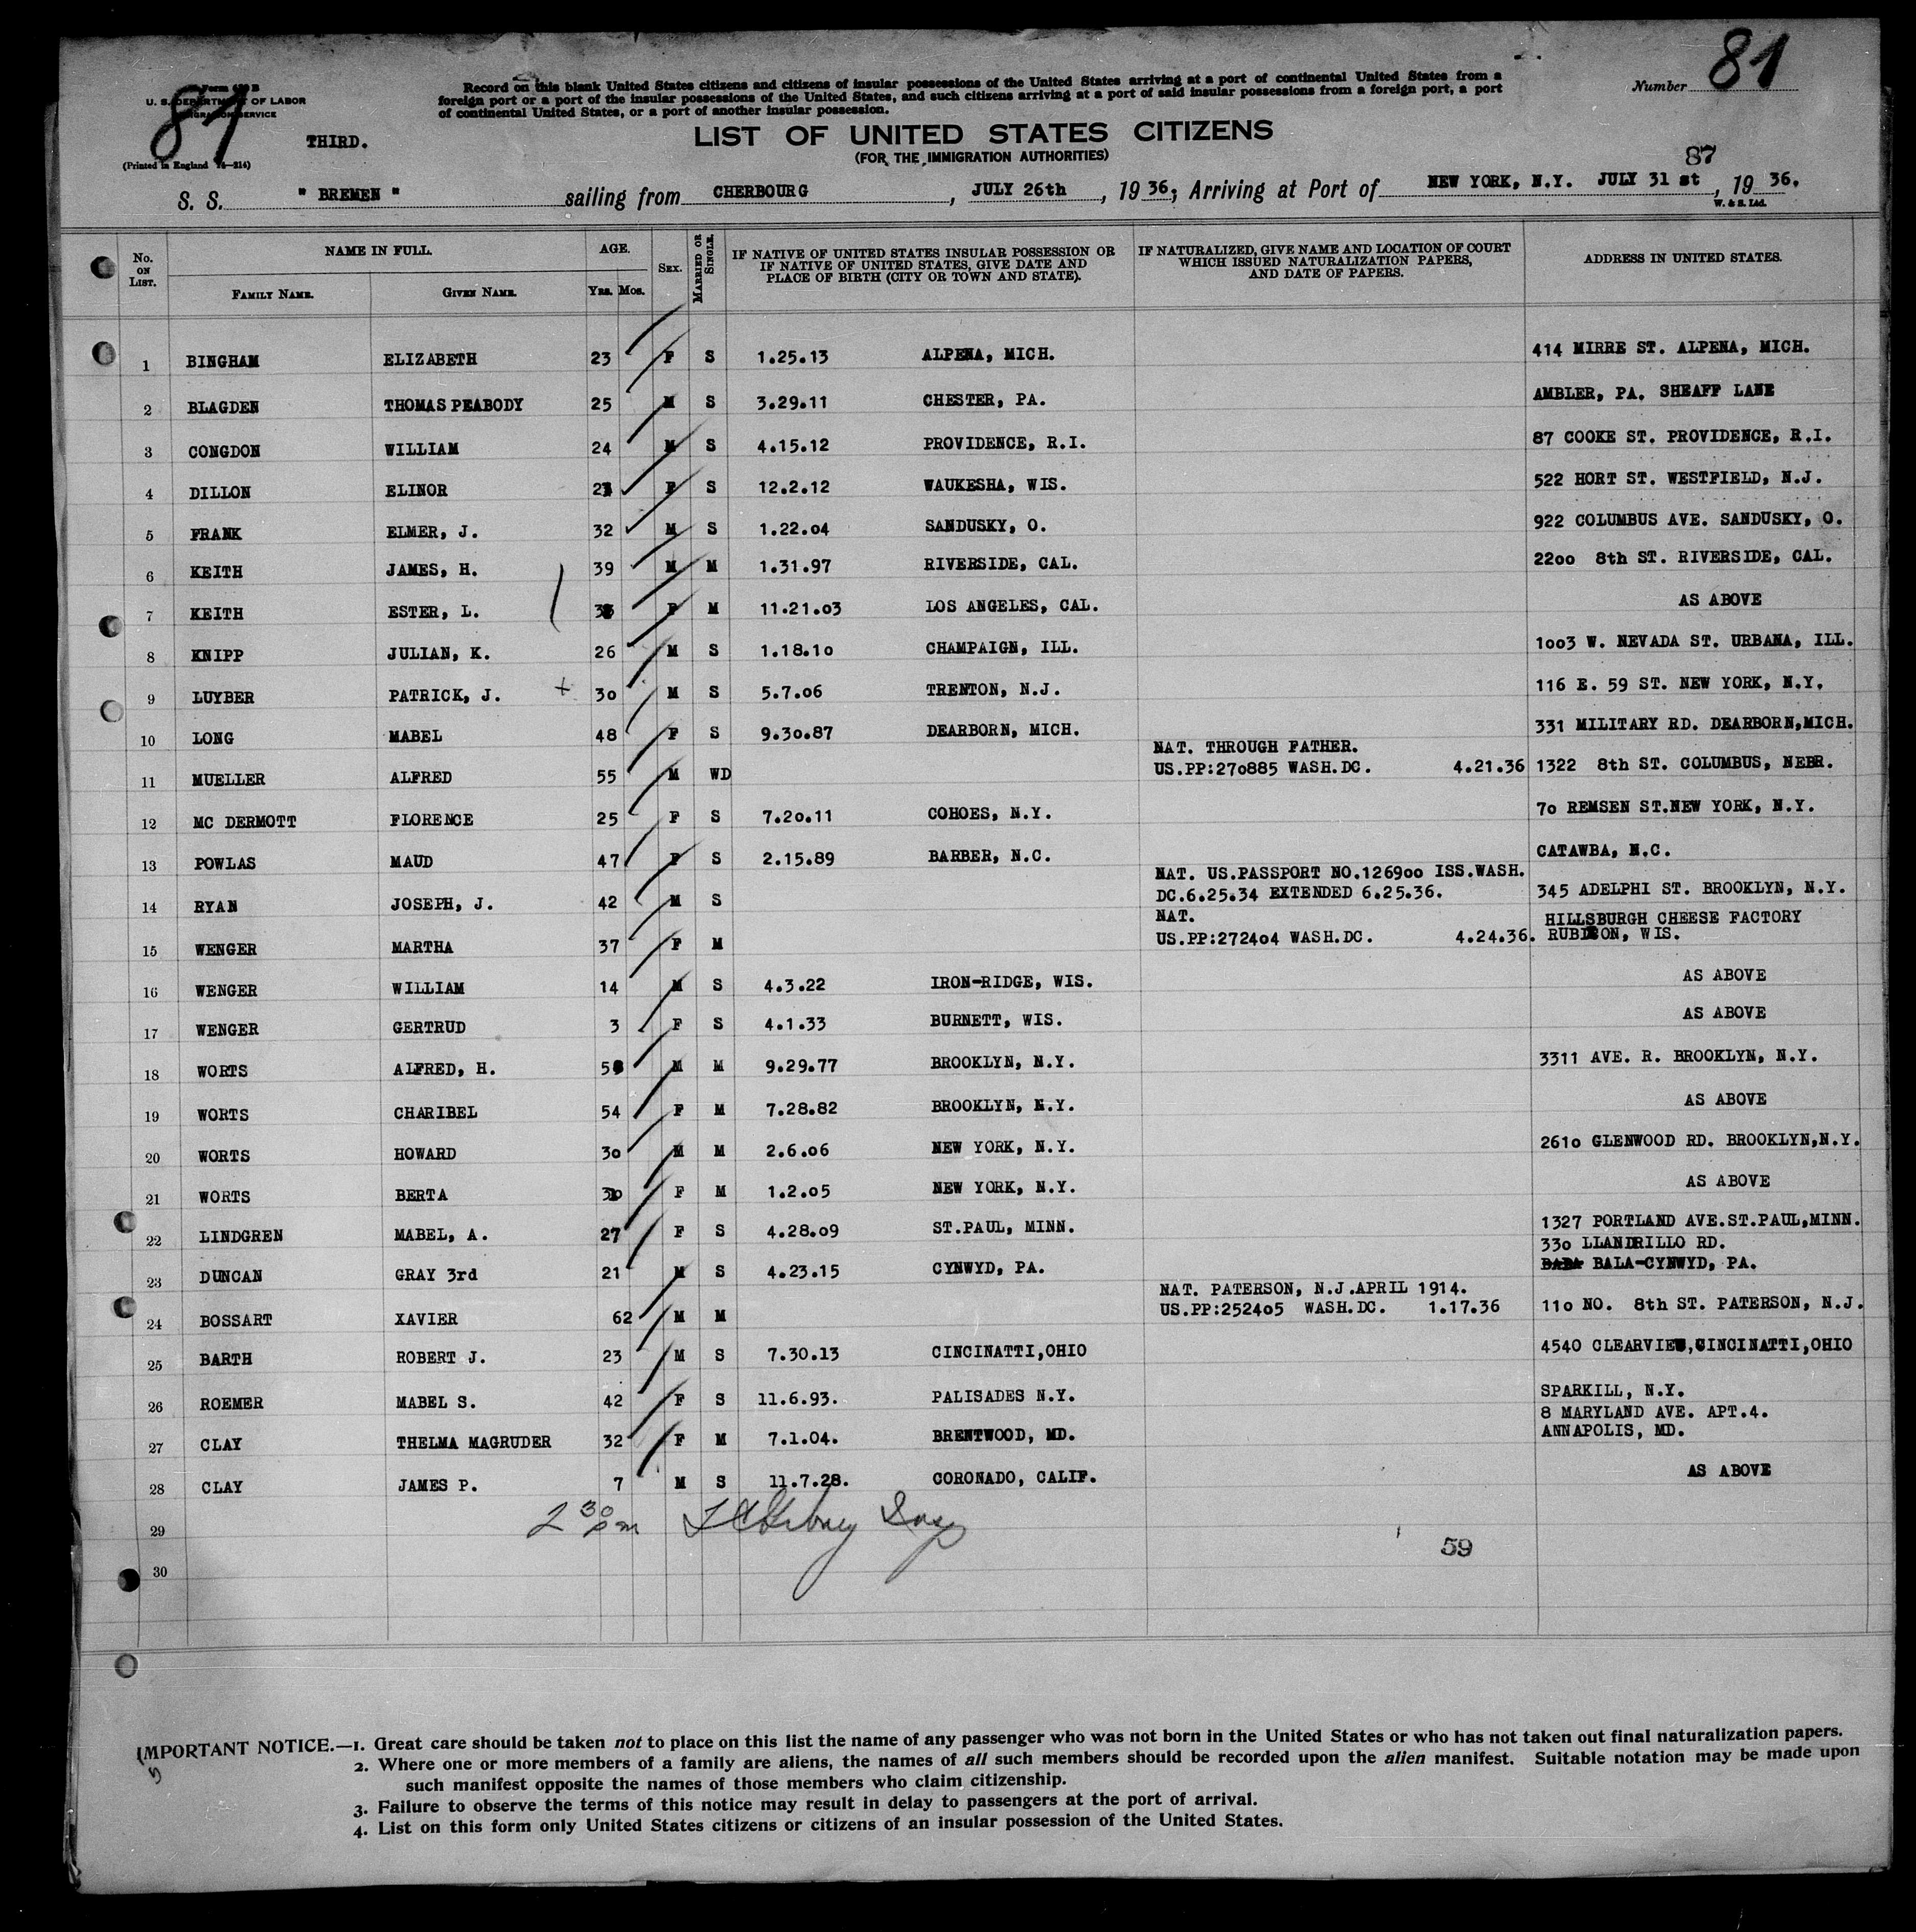 81
Number 81
Form 630 B
U. S. DEPARTMENT OF LABOR
IMMIGRATION SERVICE
(Printed in England 16—214)
THIRD.
Record on this blank United States citizens and citizens of insular possessions of the United States arriving at a port of continental United States from a
foreign port or a port of the insular possessions of the United States, and such citizens arriving at a port of said insular possessions from a foreign port, a port
of continental United States, or a port of another insular possession.
LIST OF UNITED STATES CITIZENS
(FOR THE IMMIGRATION AUTHORITIES)
87
S. S. " BREMEN " sailing from CHERBOURG, JULY 26th, 19 36; Arriving at Port of NEW YORK, N.Y. JULY 31 st, 19 36.
W. & S. Ltd.
No. ON LIST. NAME IN FULL. FAMILY NAME. GIVEN NAME. AGE. YRS. MOS. SEX. MARRIED OR SINGLE. IF NATIVE OF UNITED STATES INSULAR POSSESSION OR IF NATIVE OF UNITED STATES, GIVE DATE AND PLACE OF BIRTH (CITY OR TOWN AND STATE). IF NATURALIZED, GIVE NAME AND LOCATION OF COURT WHICH ISSUED NATURALIZATION PAPERS, AND DATE OF PAPERS. ADDRESS IN UNITED STATES.
1 BINGHAM ELIZABETH 23 F S 1.25.13 ALPENA, MICH. 414 MIRRE ST. ALPENA, MICH.
2 BLAGDEN THOMAS PEABODY 25 M S 3.29.11 CHESTER, PA. AMBLER, PA. SHEAFF LANE
3 CONGDON WILLIAM 24 M S 4.15.12 PROVIDENCE, R.I. 87 COOKE ST. PROVIDENCE, R.I.
4 DILLON ELINOR F S 12.2.12 WAUKESHA, WIS. 522 HORT ST. WESTFIELD, N.J.
5 FRANK ELMER, J. 32 M S 1.22.04 SANDUSKY, O. 922 COLUMBUS AVE. SANDUSKY, O.
6 KEITH JAMES, H. 39 M M 1.31.97 RIVERSIDE, CAL. 2200 8th ST. RIVERSIDE, CAL.
7 KEITH ESTER, L. F M 11.21.03 LOS ANGELES, CAL. AS ABOVE
8 KNIPP JULIAN, K. 26 M S 1.18.10 CHAMPAIGN, ILL. 1003 W. NEVADA ST. URBANA, ILL.
9 LUYBER PATRICK, J. + 30 M S 5.7.06 TRENTON, N.J. 116 E. 59 ST. NEW YORK, N.Y.
10 LONG MABEL 48 F S 9.30.87 DEARBORN, MICH. 331 MILITARY RD. DEARBORN,MICH.
NAT. THROUGH FATHER.
11 MUELLER ALFRED 55 M WD US.PP:270885 WASH.DC. 4.21.36 1322 8th ST. COLUMBUS, NEBR.
12 MC DERMOTT FLORENCE 25 F S 7.20.11 COHOES, N.Y. 70 REMSEN ST.NEW YORK, N.Y.
13 POWLAS MAUD 47 F S 2.15.89 BARBER, N.C. CATAWBA, N.C.
NAT. US.PASSPORT NO.126900 ISS.WASH.
14 RYAN JOSEPH, J. 42 M S DC.6.25.34 EXTENDED 6.25.36. 345 ADELPHI ST. BROOKLYN, N.Y.
NAT. HILLSBURGH CHEESE FACTORY
15 WENGER MARTHA 37 F M US.PP:272404 WASH.DC. 4.24.36. RUBICON, WIS.
16 WENGER WILLIAM 14 M S 4.3.22 IRON-RIDGE, WIS. AS ABOVE
17 WENGER GERTRUD 3 F S 4.1.33 BURNETT, WIS. AS ABOVE
18 WORTS ALFRED, H. M M 9.29.77 BROOKLYN, N.Y. 3311 AVE. R. BROOKLYN, N.Y.
19 WORTS CHARIBEL 54 F M 7.28.82 BROOKLYN, N.Y. AS ABOVE
20 WORTS HOWARD 30 M M 2.6.06 NEW YORK, N.Y. 2610 GLENWOOD RD. BROOKLYN,N.Y.
21 WORTS BERTA F M 1.2.05 NEW YORK, N.Y. AS ABOVE
22 LINDGREN MABEL, A. 27 F S 4.28.09 ST.PAUL, MINN. 1327 PORTLAND AVE.ST.PAUL,MINN.
330 LLANDRILLO RD.
23 DUNCAN GRAY 3rd 21 M S 4.23.15 CYNWYD, PA. BALA-CYNWYD, PA.
NAT. PATERSON, N.J.APRIL 1914.
24 BOSSART XAVIER 62 M M US.PP:252405 WASH.DC. 1.17.36 110 NO. 8th ST. PATERSON, N.J.
25 BARTH ROBERT J. 23 M S 7.30.13 CINCINATTI,OHIO 4540 CLEARVIEW,CINCINATTI,OHIO
26 ROEMER MABEL S. 42 F S 11.6.93. PALISADES N.Y. SPARKILL, N.Y.
8 MARYLAND AVE. APT.4.
27 CLAY THELMA MAGRUDER 32 F M 7.1.04. BRENTWOOD, MD. ANNAPOLIS, MD.
28 CLAY JAMES P. 7 M S 11.7.28. CORONADO, CALIF. AS ABOVE
29 2 30 pm Insp
59
30
IMPORTANT NOTICE.—1. Great care should be taken not to place on this list the name of any passenger who was not born in the United States or who has not taken out final naturalization papers.
2. Where one or more members of a family are aliens, the names of all such members should be recorded upon the alien manifest. Suitable notation may be made upon
such manifest opposite the names of those members who claim citizenship.
3. Failure to observe the terms of this notice may result in delay to passengers at the port of arrival.
4. List on this form only United States citizens or citizens of an insular possession of the United States.
5